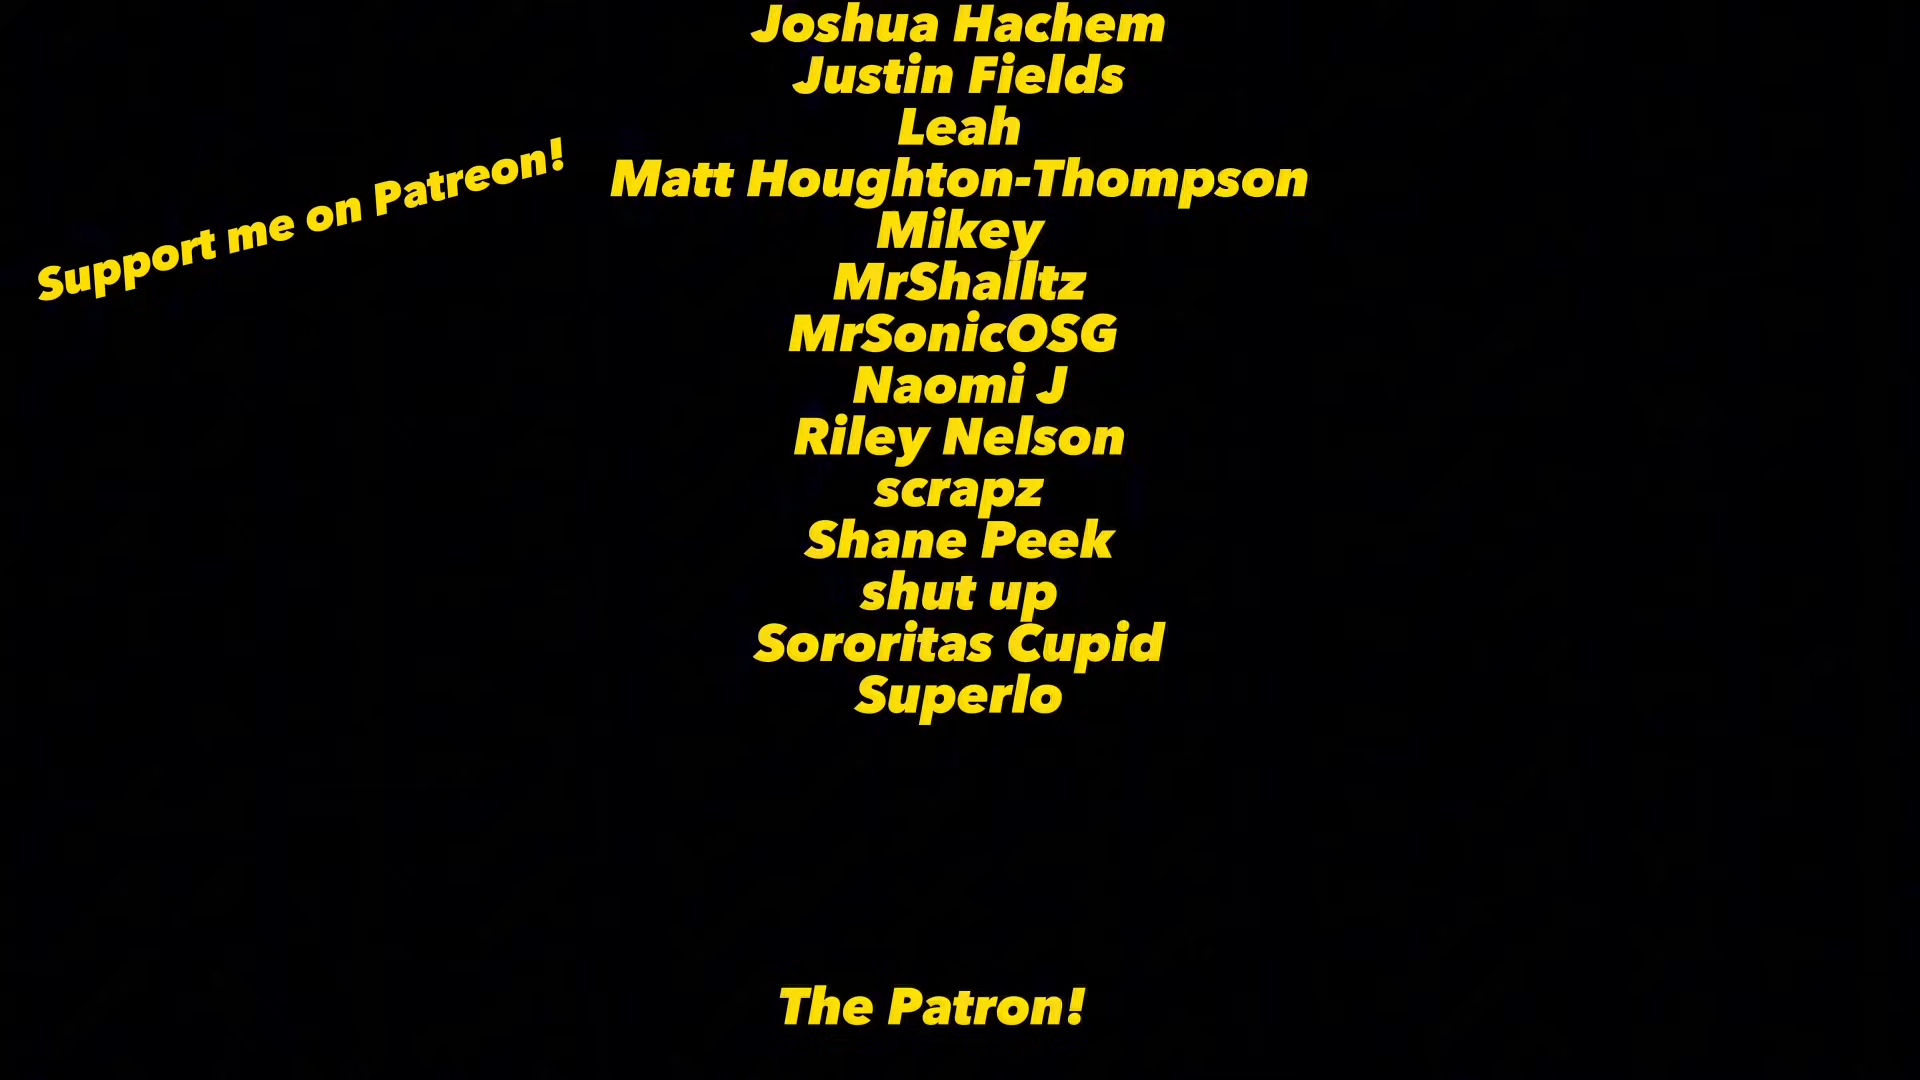 Joshua Hachem
Justin Fields
Leah
Support me on Patreon!
Matt Houghton-Thompson
Mikey
MrShalltz
MrSonicOSG
Naomi J
Riley Nelson
scrapz
Shane Peek
shut up
Sororitas Cupid
Superlo
The Patron!